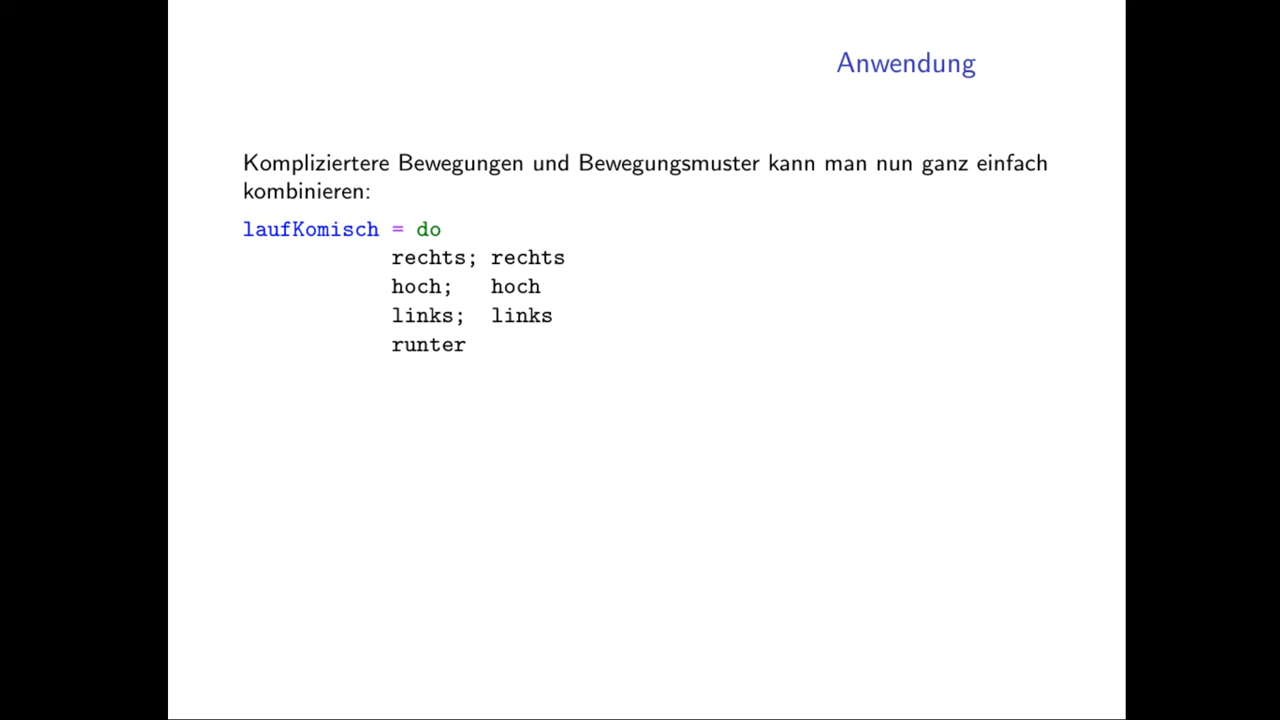 Anwendung
Kompliziertere Bewegungen und Bewegungsmuster kann man nun ganz einfach
kombinieren:
laufKomisch = do
rechts; rechts
hoch; hoch
links; links
runter